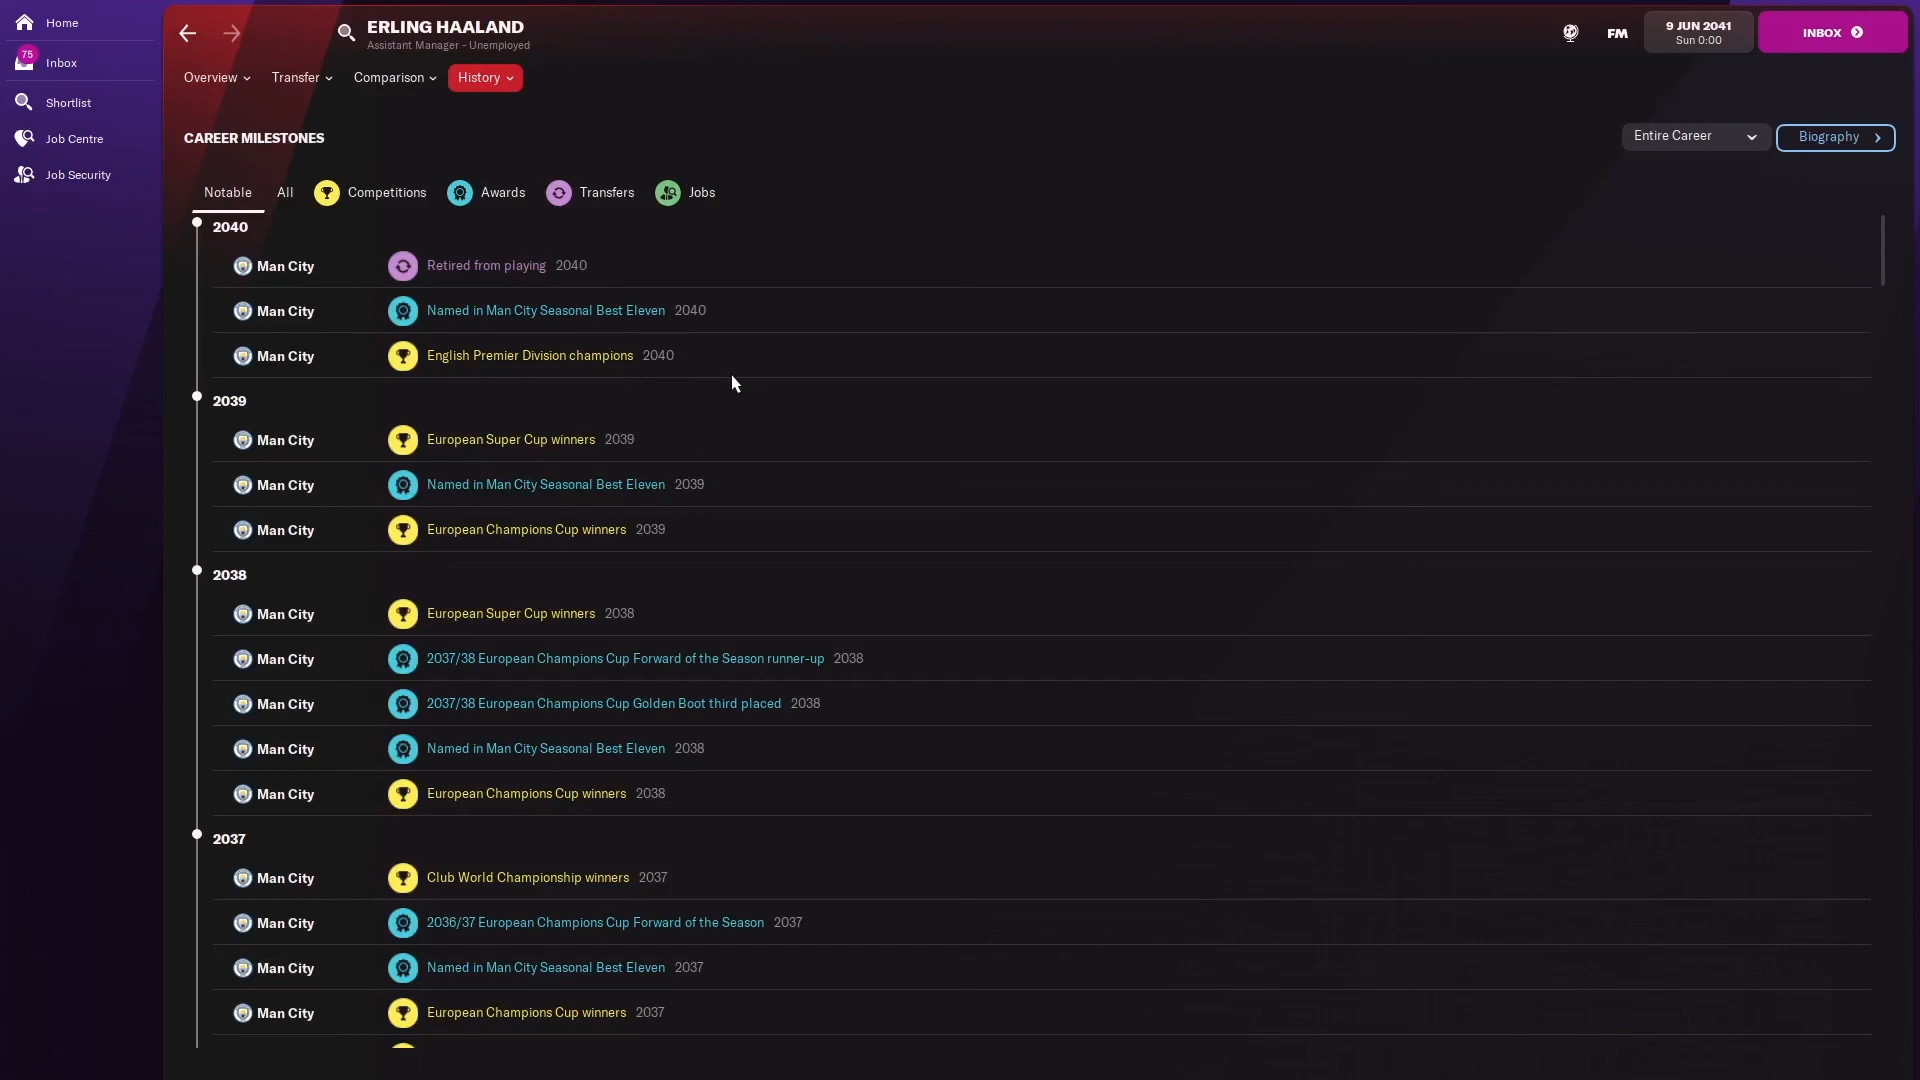 Home
75
Inbox
Shortlist
Job Centre
Job Security
ERLING HAALAND
Assistant Manager - Unemployed
FM
9 JUN 2041
Sun 0:00
INBOX
Overview
Transfer
Comparison
History
CAREER MILESTONES
Entire Career
Biography
Notable
All
Competitions
Awards
Transfers
Jobs
2040
Man City Retired from playing 2040
Man City Named in Man City Seasonal Best Eleven 2040
Man City English Premier Division champions 2040
2039
Man City European Super Cup winners 2039
Man City Named in Man City Seasonal Best Eleven 2039
Man City European Champions Cup winners 2039
2038
Man City European Super Cup winners 2038
Man City 2037/38 European Champions Cup Forward of the Season runner-up 2038
Man City 2037/38 European Champions Cup Golden Boot third placed 2038
Man City Named in Man City Seasonal Best Eleven 2038
Man City European Champions Cup winners 2038
2037
Man City Club World Championship winners 2037
Man City 2036/37 European Champions Cup Forward of the Season 2037
Man City Named in Man City Seasonal Best Eleven 2037
Man City European Champions Cup winners 2037